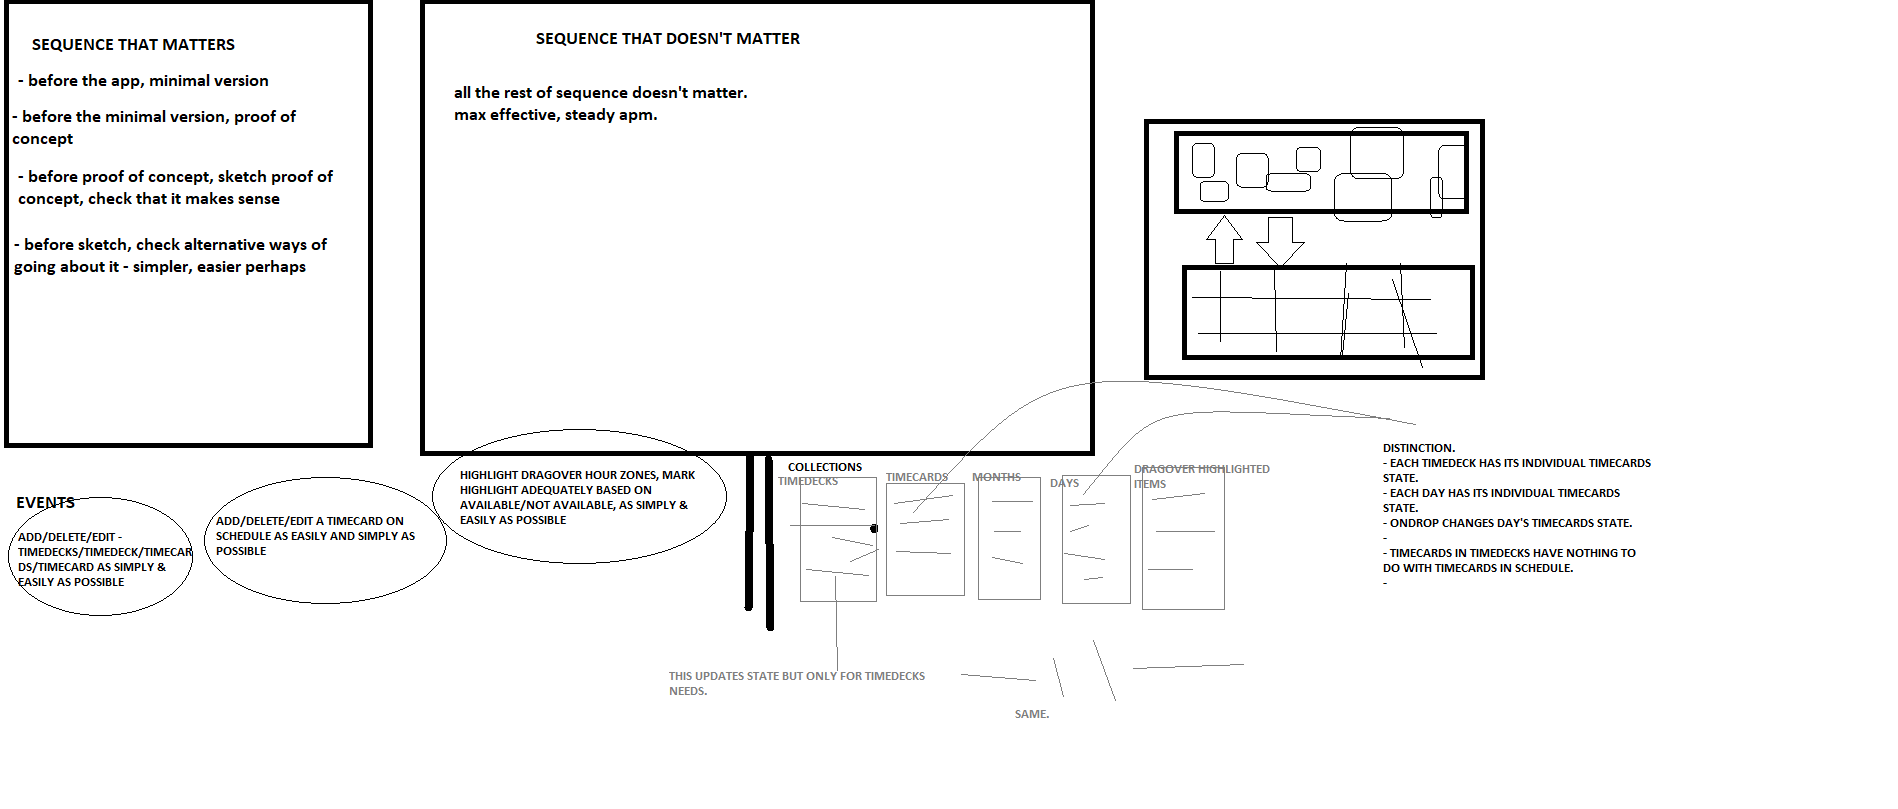 SEQUENCE THAT MATTERS
- before the app, minimal version
- before the minimal version, proof of
concept
- before proof of concept, sketch proof of
concept, check that it makes sense
- before sketch, check alternative ways of
going about it - simpler, easier perhaps
SEQUENCE THAT DOESN'T MATTER
all the rest of sequence doesn't matter.
max effective, steady apm.
EVENTS
ADD/DELETE/EDIT -
TIMEDECKS/TIMEDECK/TIMECAR
DS/TIMECARD AS SIMPLY &
EASILY AS POSSIBLE
ADD/DELETE/EDIT A TIMECARD ON
SCHEDULE AS EASILY AND SIMPLY AS
POSSIBLE
HIGHLIGHT DRAGOVER HOUR ZONES, MARK
HIGHLIGHT ADEQUATELY BASED ON
AVAILABLE/NOT AVAILABLE, AS SIMPLY &
EASILY AS POSSIBLE
COLLECTIONS
TIMEDECKS
TIMECARDS
MONTHS
DAYS
DRAGOVER HIGHLIGHTED
ITEMS
THIS UPDATES STATE BUT ONLY FOR TIMEDECKS
NEEDS.
SAME.
DISTINCTION.
- EACH TIMEDECK HAS ITS INDIVIDUAL TIMECARDS
STATE.
- EACH DAY HAS ITS INDIVIDUAL TIMECARDS
STATE.
- ONDROP CHANGES DAY'S TIMECARDS STATE.
-
- TIMECARDS IN TIMEDECKS HAVE NOTHING TO
DO WITH TIMECARDS IN SCHEDULE.
-